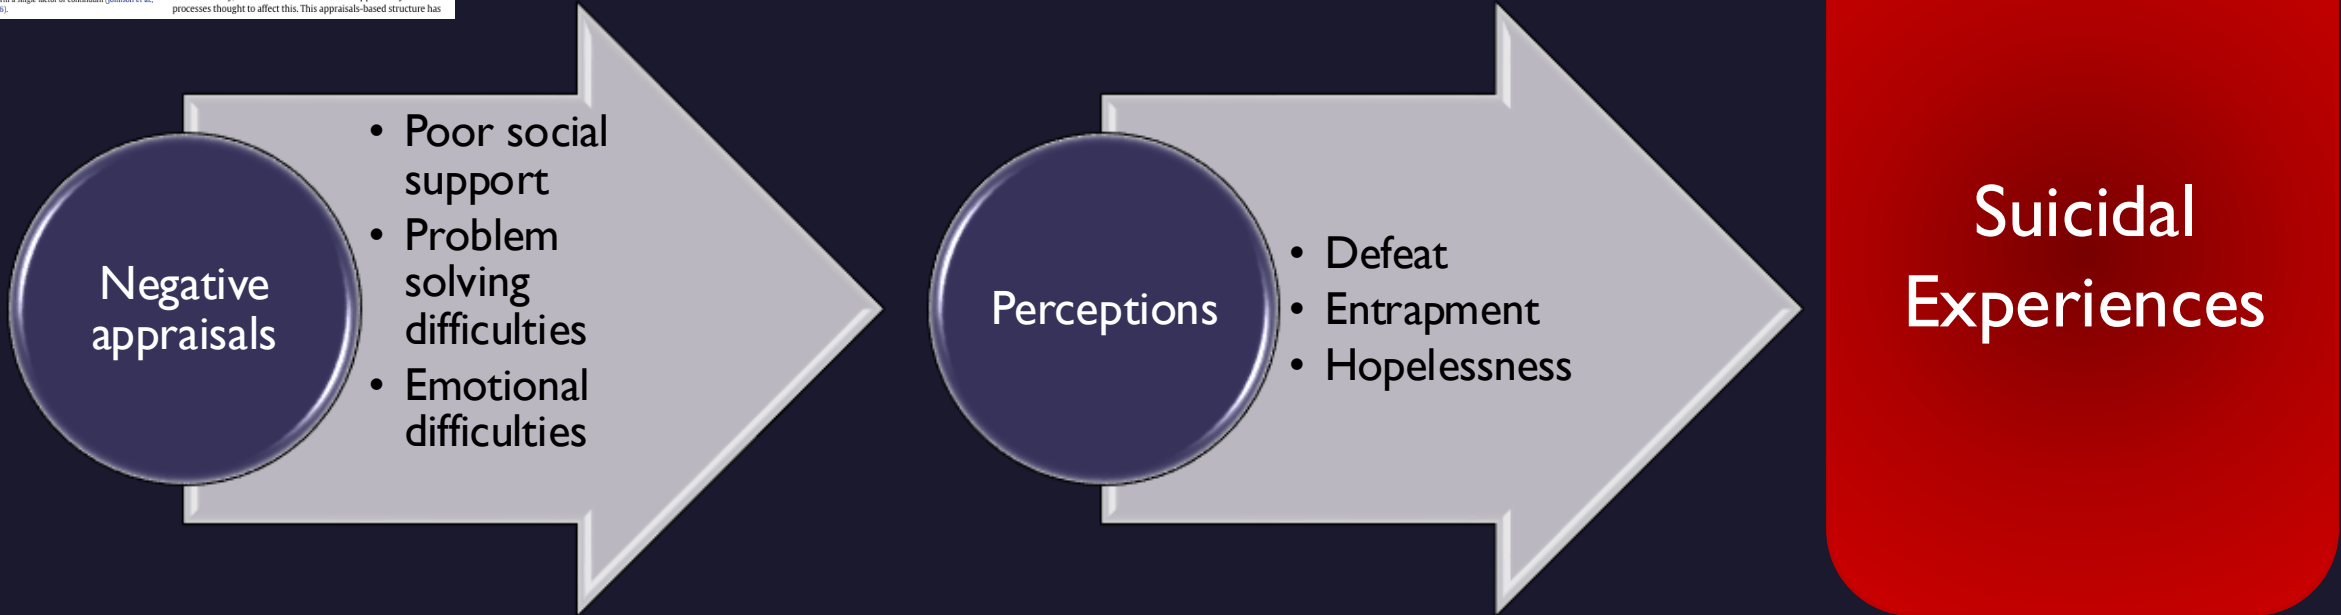 processes thought to affect this. This appraisals-based structure has
Negative
appraisals
• Poor social
support
• Problem
solving
difficulties
• Emotional
difficulties
Perceptions
• Defeat
• Entrapment
• Hopelessness
Suicidal
Experiences